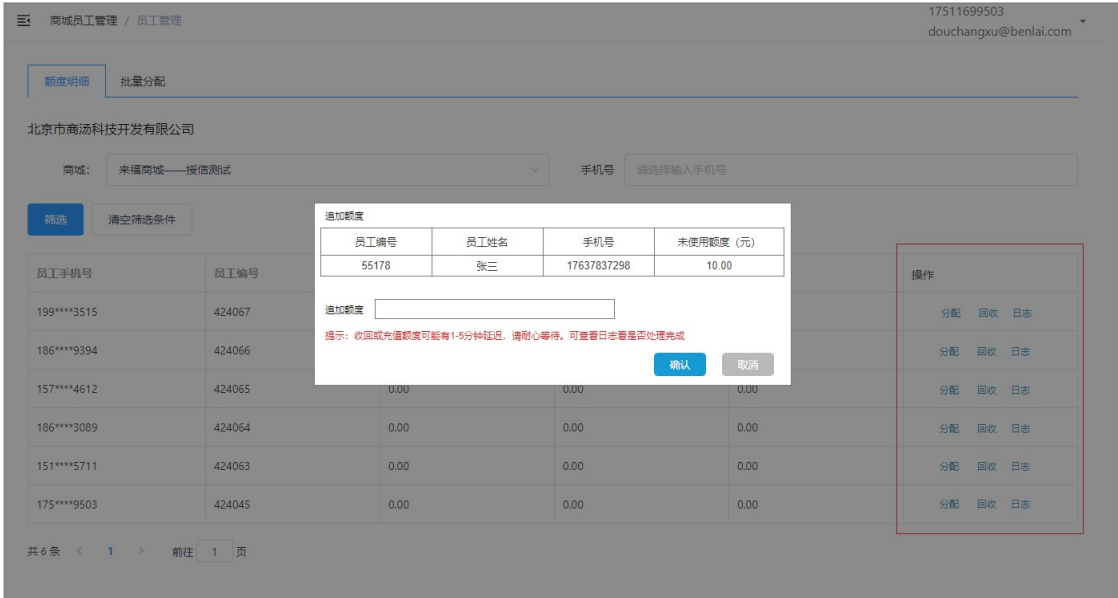 17511699503
商城员工管理 / 员工管理
douchangxu@benlai.com
额度明细 批量分配
北京市商汤科技开发有限公司
商城: 来福商城——授信测试 手机号 请选择输入手机号
筛选 清空筛选条件
追加额度
员工编号 员工姓名 手机号 未使用额度（元）
55178 张三 17637837298 10.00
追加额度
提示：收回或充值额度可能有1-5分钟延迟，请耐心等待。可查看日志看是否处理完成
确认 取消
员工手机号 员工编号 操作
199****3515 424067 分配 回收 日志
186****9394 424066 分配 回收 日志
157****4612 424065 0.00 0.00 0.00 分配 回收 日志
186****3089 424064 0.00 0.00 0.00 分配 回收 日志
151****5711 424063 0.00 0.00 0.00 分配 回收 日志
175****9503 424045 0.00 0.00 0.00 分配 回收 日志
共 6 条 < 1 > 前往 1 页